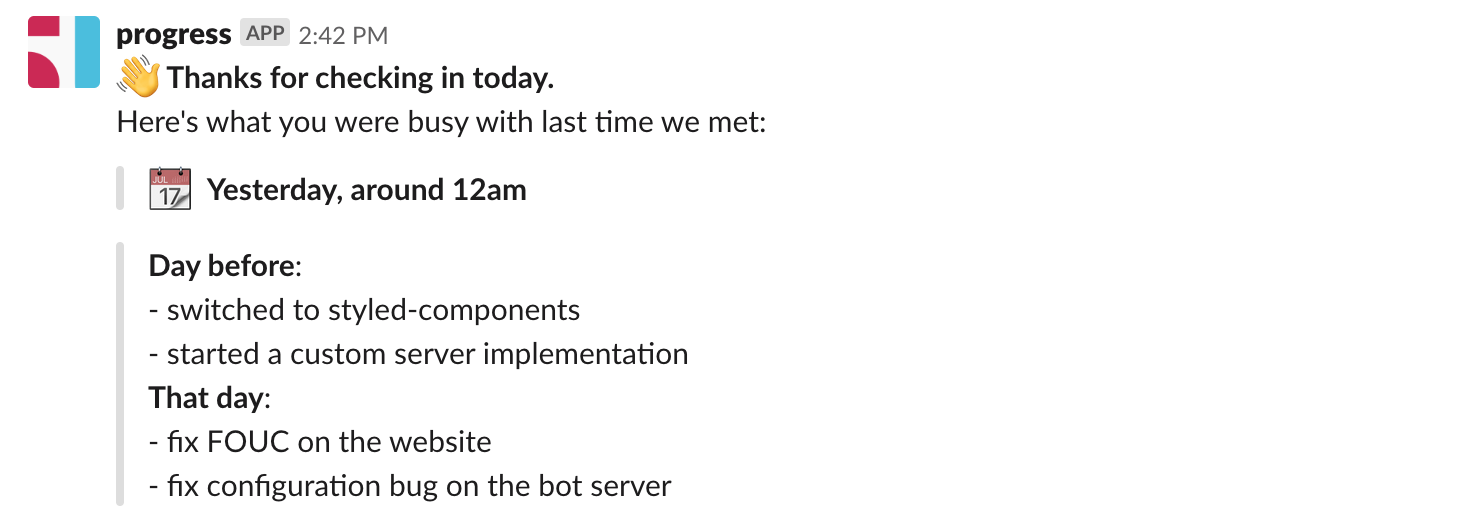 progress APP 2:42 PM
👋 Thanks for checking in today.
Here's what you were busy with last time we met:
JUL
17
Yesterday, around 12am
Day before:
- switched to styled-components
- started a custom server implementation
That day:
- fix FOUC on the website
- fix configuration bug on the bot server